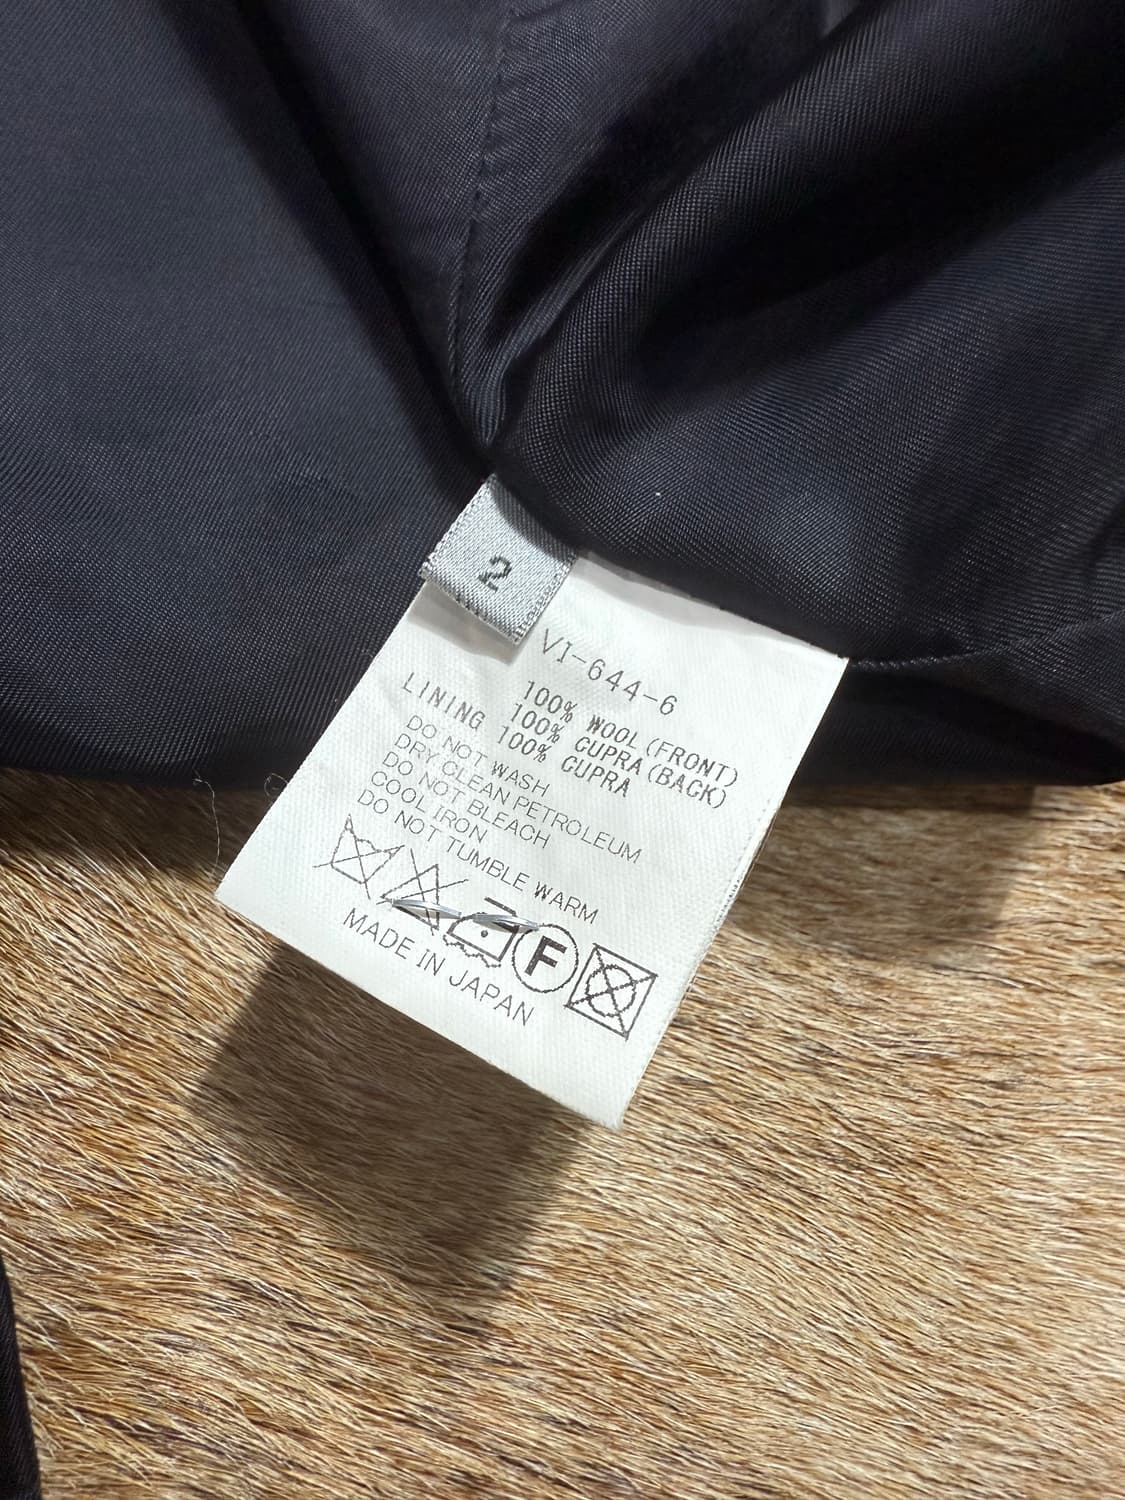 2
VI-644-6
100% WOOL(FRONT)
100% CUPRA(BACK)
LINING 100% CUPRA
DO NOT WASH
DRY CLEAN PETROLEUM
DO NOT BLEACH
COOL IRON
DO NOT TUMBLE WARM
F
MADE IN JAPAN